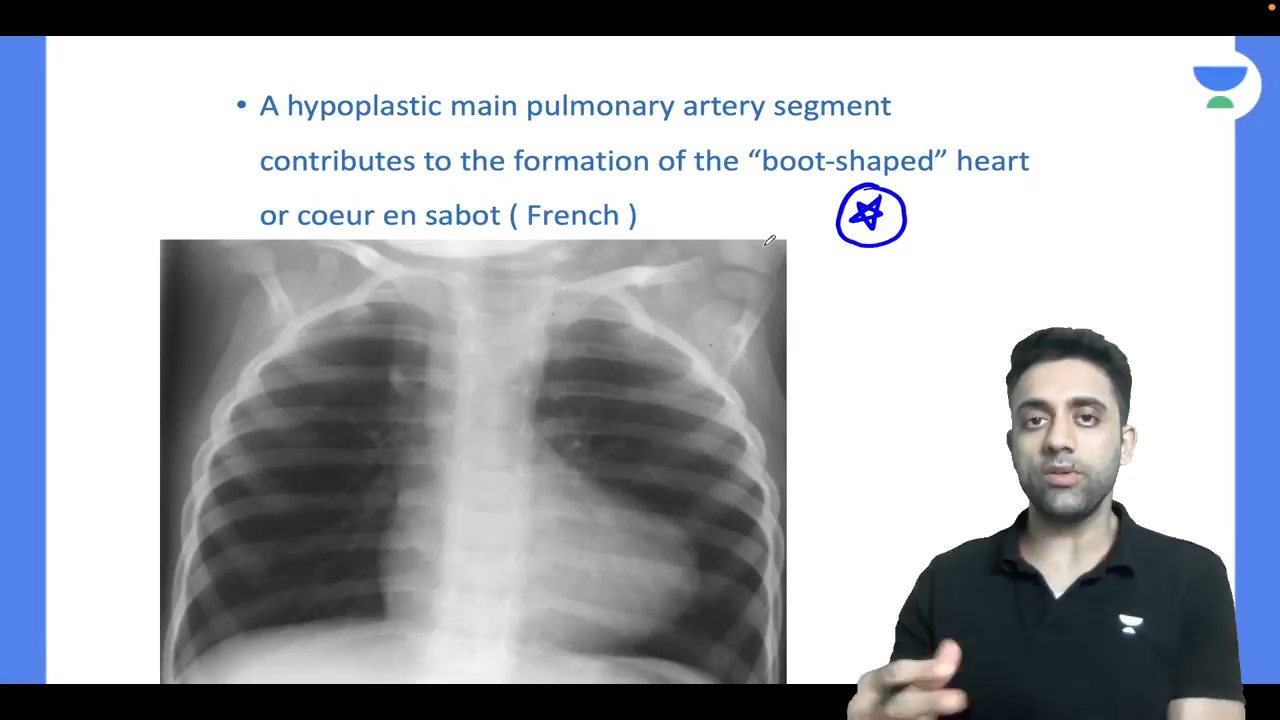 • A hypoplastic main pulmonary artery segment
contributes to the formation of the “boot-shaped” heart
or coeur en sabot ( French )